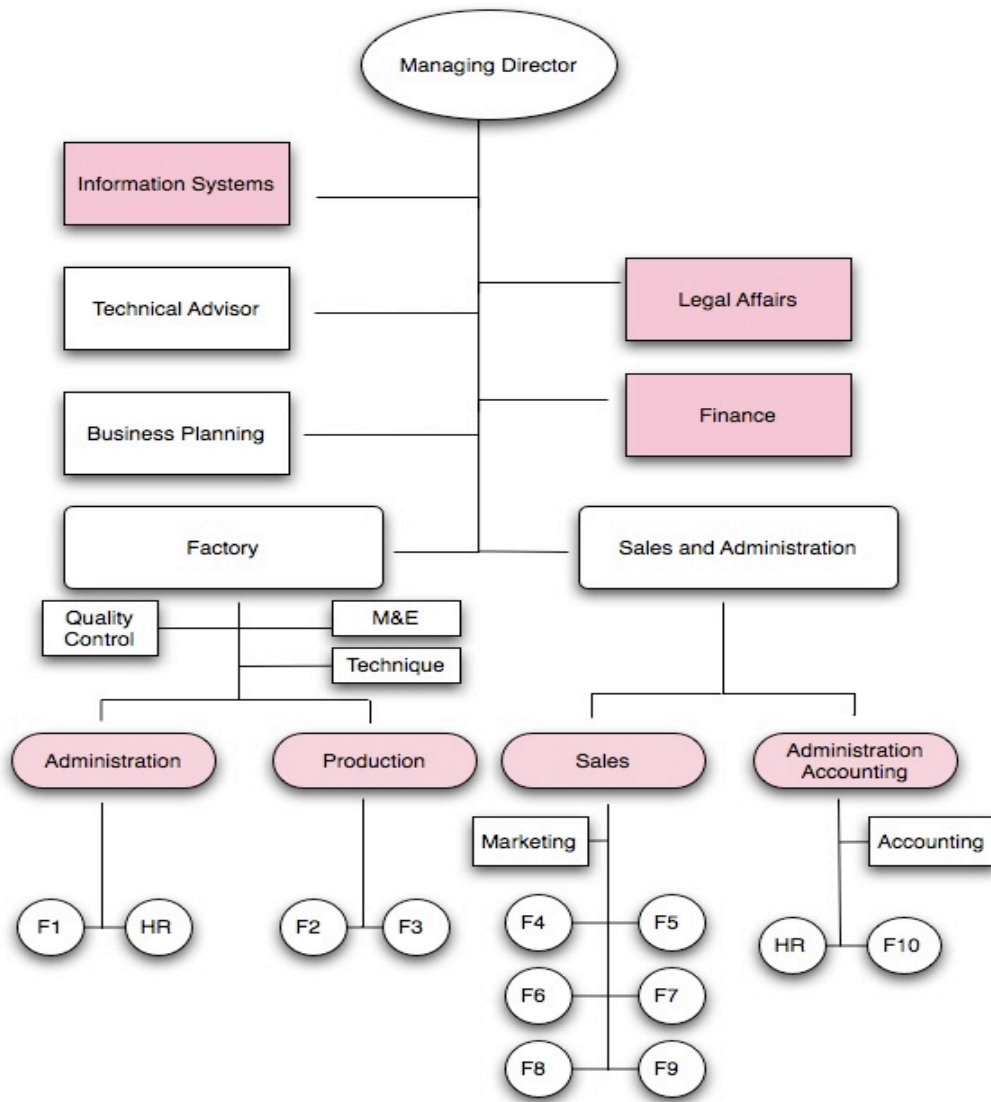 Managing Director
Information Systems
Legal Affairs
Technical Advisor
Finance
Business Planning
Factory
Sales and Administration
Quality
Control
M&E
Technique
Administration
Production
Sales
Administration
Accounting
Marketing
Accounting
F1
HR
F2
F3
F4
F5
HR
F10
F6
F7
F8
F9